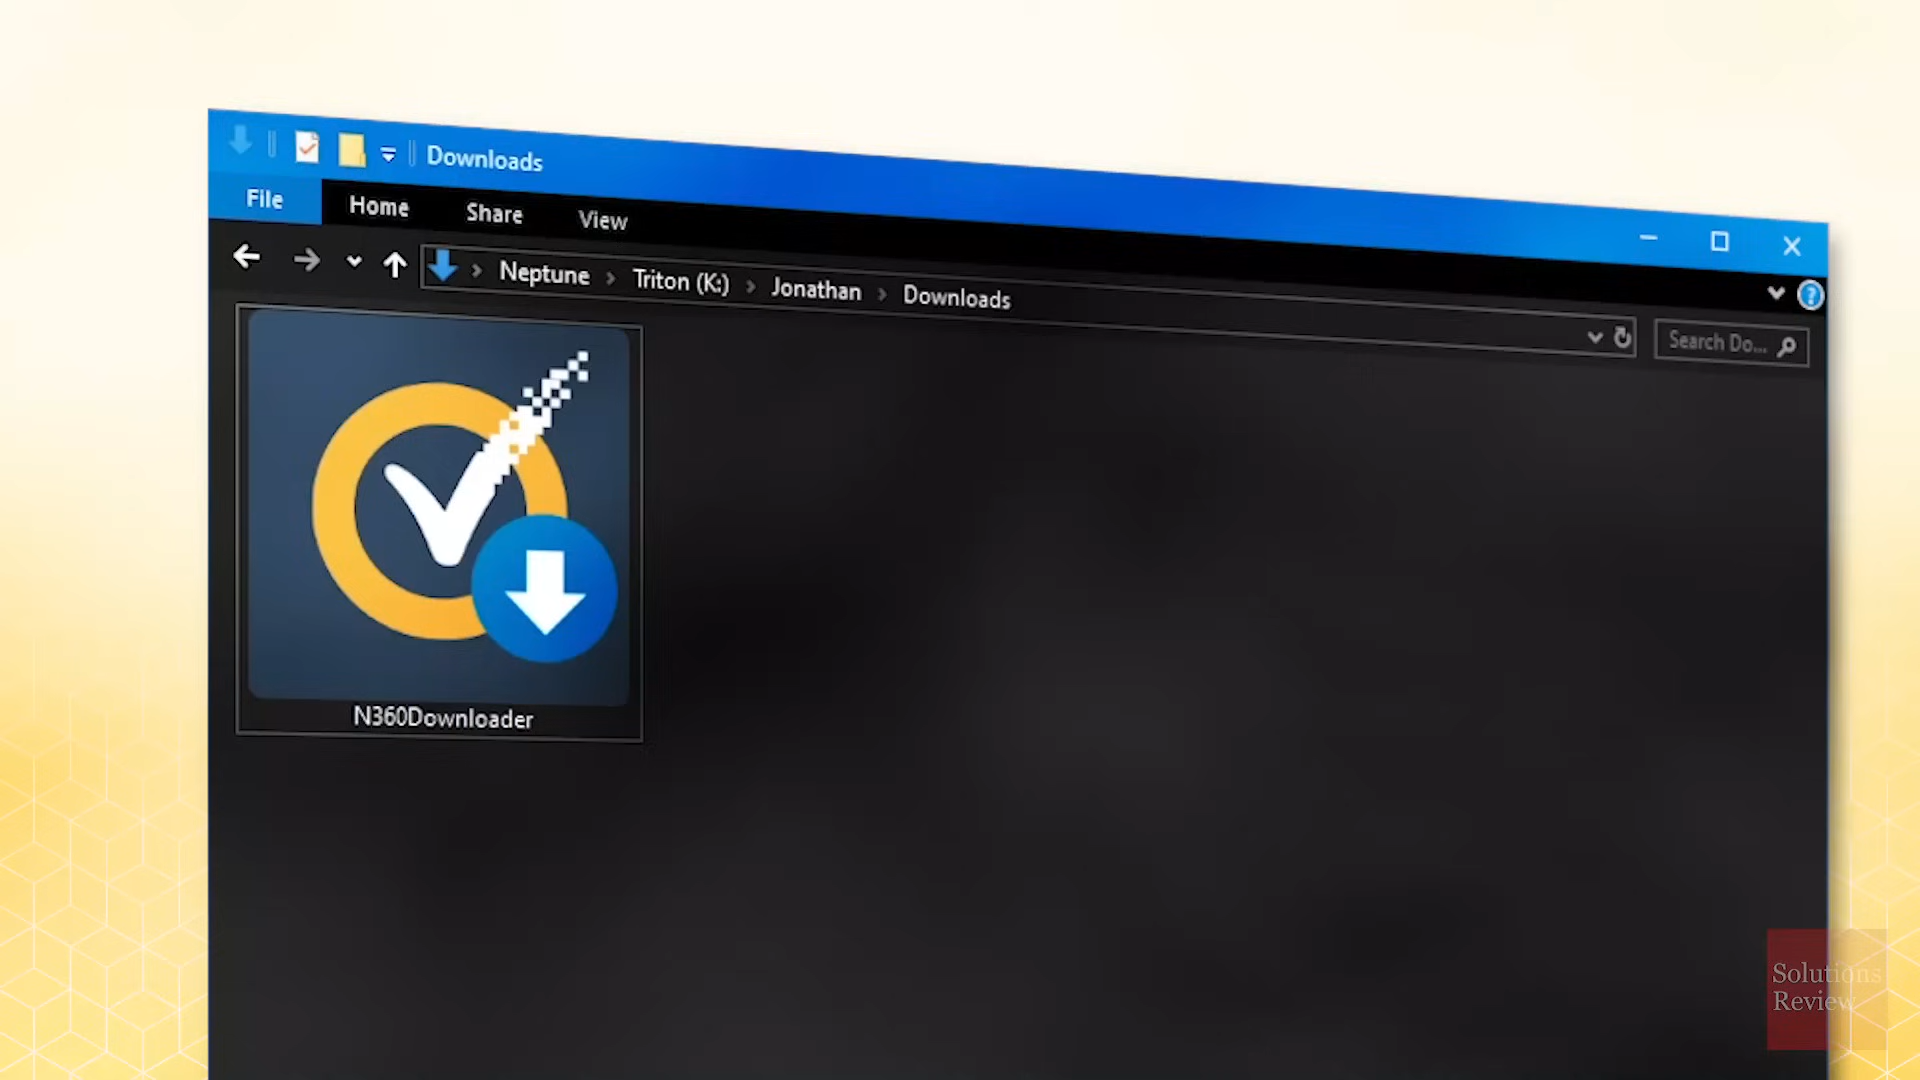 Downloads
File Home Share View
Neptune Triton (K:) Jonathan Downloads
Search Do...
N360Downloader
Solutions
Review